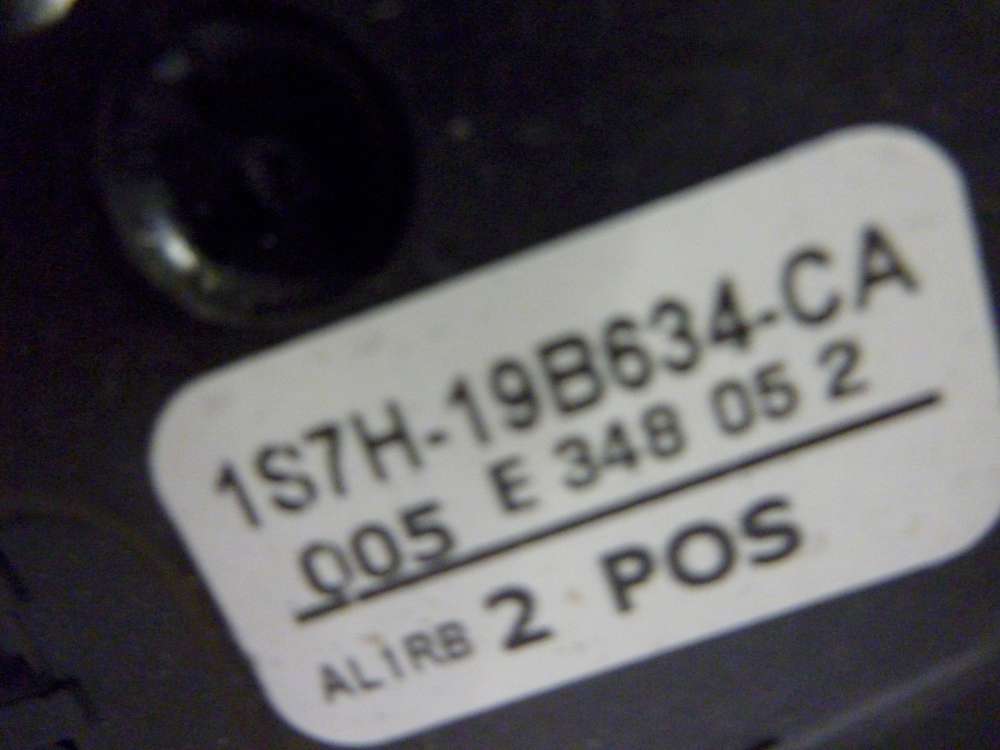 1S7H-19B634-CA
005 E 348 05 2
AL1RB 2 POS